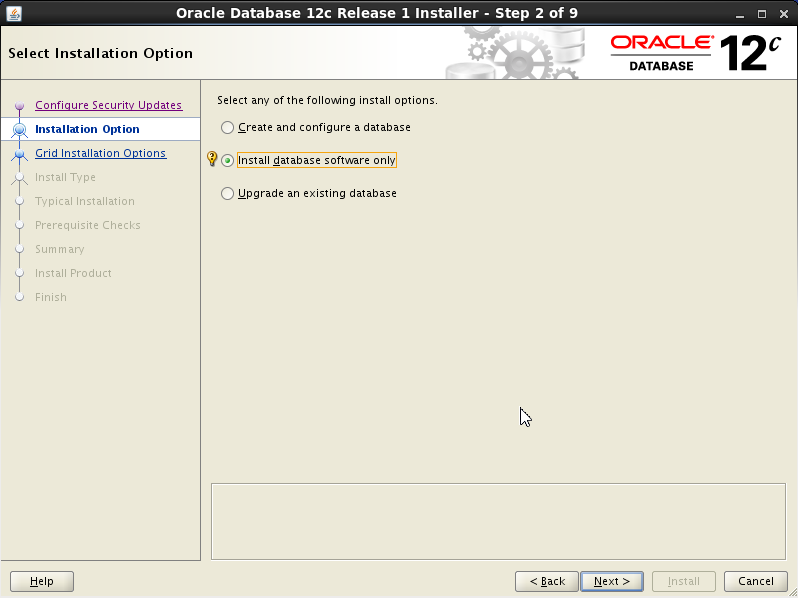 Oracle Database 12c Release 1 Installer - Step 2 of 9
Select Installation Option
ORACLE®
DATABASE
12c
Configure Security Updates
Installation Option
Grid Installation Options
Install Type
Typical Installation
Prerequisite Checks
Summary
Install Product
Finish
Select any of the following install options.
Create and configure a database
Install database software only
Upgrade an existing database
Help
< Back
Next >
Install
Cancel